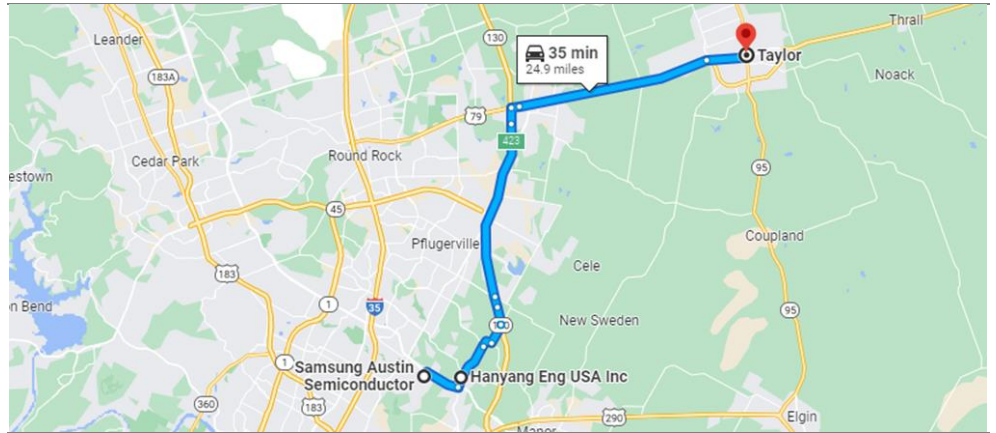 Leander
183A
130
35 min
24.9 miles
Taylor
Thrall
Noack
79
423
Cedar Park
Round Rock
estown
95
45
Pflugerville
Coupland
Cele
183
1
35
n Bend
95
New Sweden
1
Samsung Austin
Semiconductor
Hanyang Eng USA Inc
183
360
290
Elgin
Manor